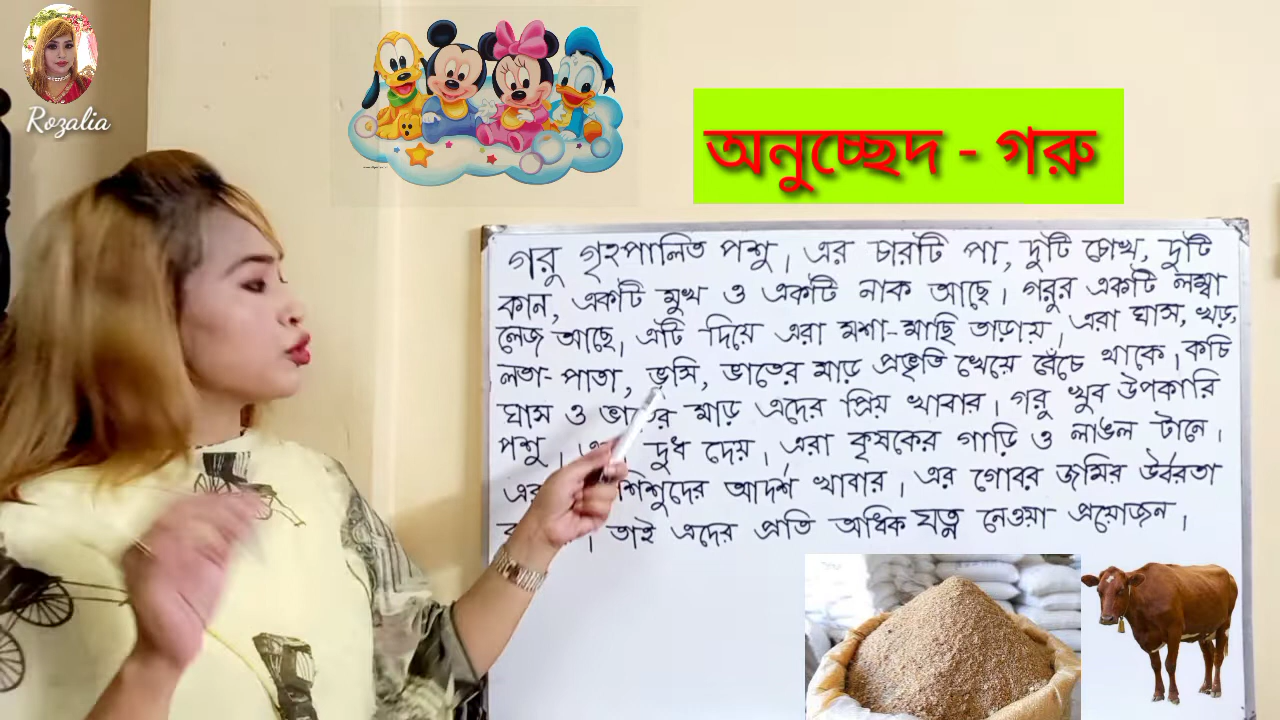 Rozalia
অনুচ্ছেদ - গরু
গরু গৃহপালিত পশু। এর চারটি পা, দুটি চোখ, দুটি
কান, একটি মুখ ও একটি নাক আছে। গরুর একটি লম্বা
লেজ আছে। এটি দিয়ে এরা মশা-মাছি তাড়ায়। এরা ঘাস, খড়,
লতা-পাতা, ভূসি, ভাতের মাড় প্রভৃতি খেয়ে বেঁচে থাকে। কচি
ঘাস ও ভাতের মাড় এদের প্রিয় খাবার। গরু খুব উপকারি
পশু। দুধ দেয়। এরা কৃষকের গাড়ি ও লাঙল টানে।
শিশুদের আদর্শ খাবার। এর গোবর জমির উর্বরতা
। তাই এদের প্রতি অধিক যত্ন নেওয়া প্রয়োজন।